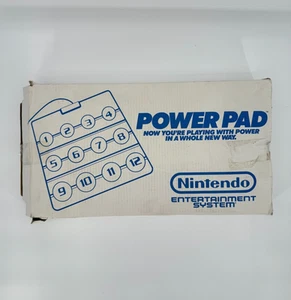 POWER PAD
NOW YOU'RE PLAYING WITH POWER
IN A WHOLE NEW WAY.
1 2 3 4
5 6 7 8
9 10 11 12
Nintendo
ENTERTAINMENT
SYSTEM